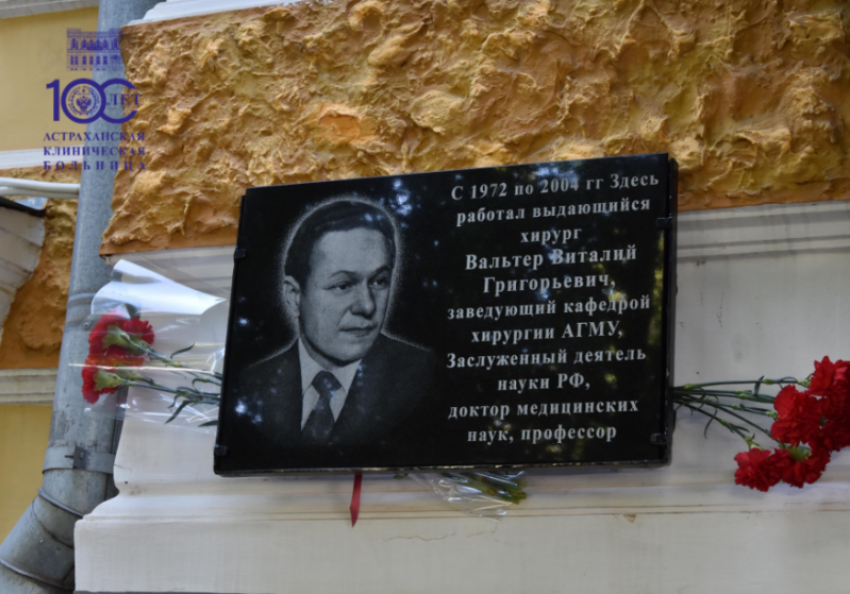 100 ЛЕТ
АСТРАХАНСКАЯ
КЛИНИЧЕСКАЯ
БОЛЬНИЦА
С 1972 по 2004 гг Здесь
работал выдающийся
хирург
Вальтер Виталий
Григорьевич,
заведующий кафедрой
хирургии АГМУ,
Заслуженный деятель
науки РФ,
доктор медицинских
наук, профессор